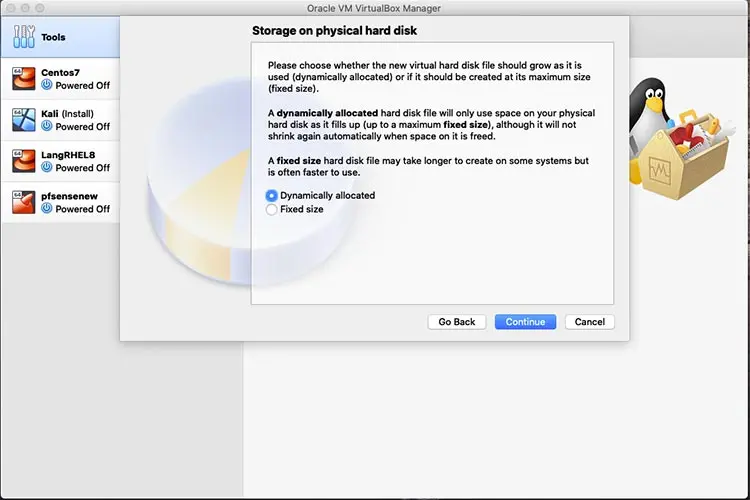 Oracle VM VirtualBox Manager
Tools
64
Centos7
Powered Off
64
Kali (Install)
Powered Off
64
LangRHEL8
Powered Off
64
pfsensenew
Powered Off
Storage on physical hard disk
Please choose whether the new virtual hard disk file should grow as it is
used (dynamically allocated) or if it should be created at its maximum size
(fixed size).
A dynamically allocated hard disk file will only use space on your physical
hard disk as it fills up (up to a maximum fixed size), although it will not
shrink again automatically when space on it is freed.
A fixed size hard disk file may take longer to create on some systems but
is often faster to use.
Dynamically allocated
Fixed size
Go Back
Continue
Cancel